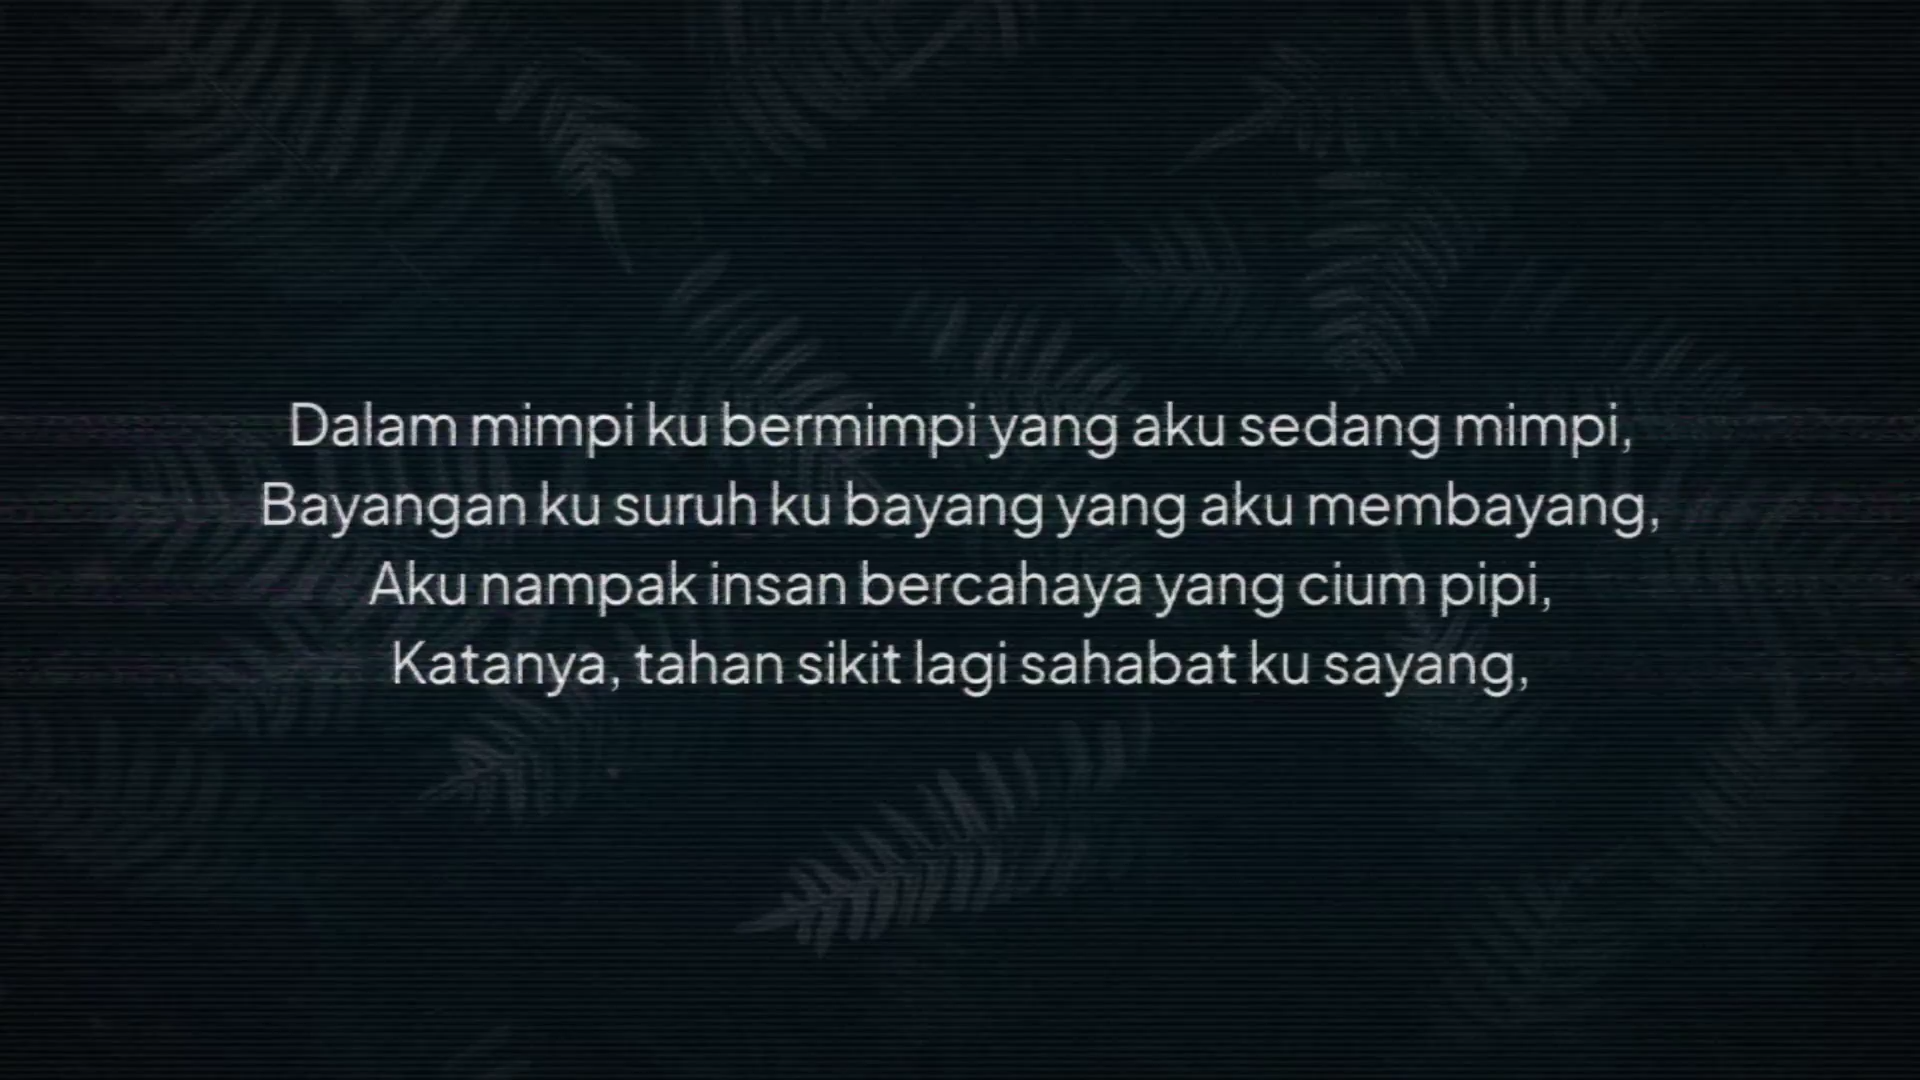 Dalam mimpi ku bermimpi yang aku sedang mimpi,
Bayangan ku suruh ku bayang yang aku membayang,
Aku nampak insan bercahaya yang cium pipi,
Katanya, tahan sikit lagi sahabat ku sayang,